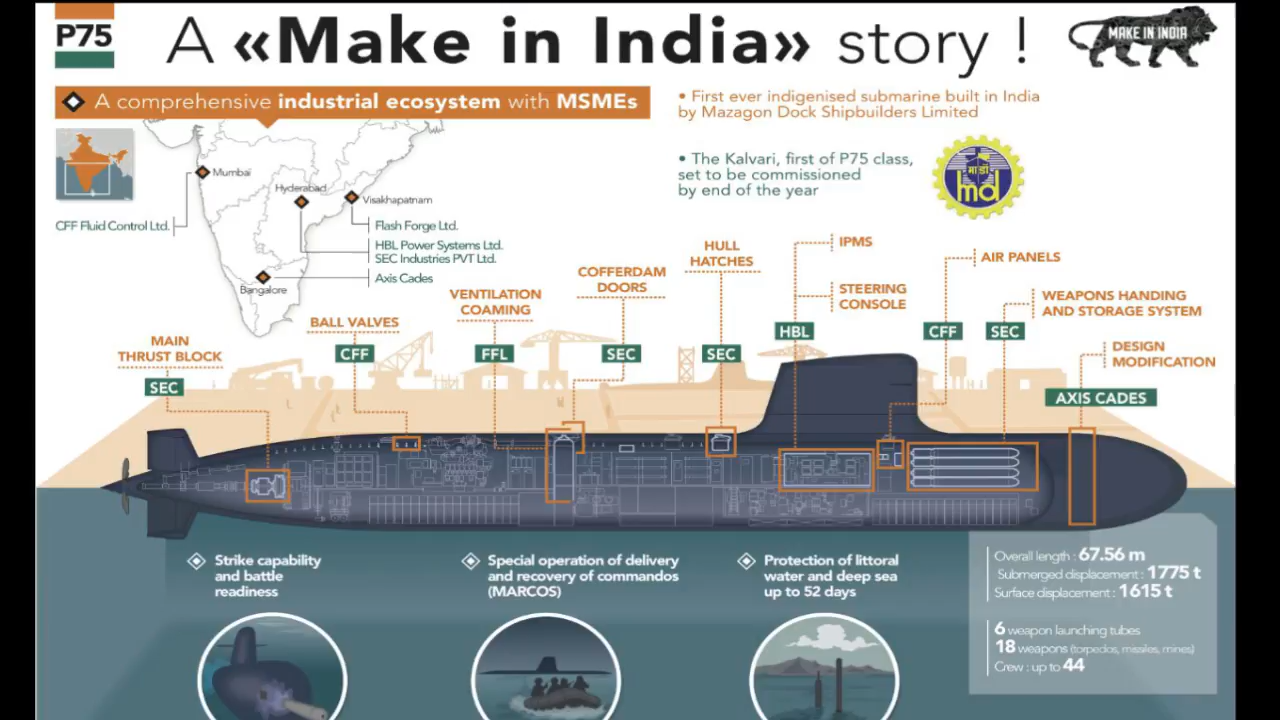 P75
A «Make in India» story !
MAKE IN INDIA
A comprehensive industrial ecosystem with MSMEs
• First ever indigenised submarine built in India
by Mazagon Dock Shipbuilders Limited
• The Kalvari, first of P75 class,
set to be commissioned
by end of the year
माडॉ
md
Mumbai
Hyderabad
Visakhapatnam
CFF Fluid Control Ltd.
Flash Forge Ltd.
HBL Power Systems Ltd.
SEC Industries PVT Ltd.
Axis Cades
Bangalore
MAIN
THRUST BLOCK
SEC
BALL VALVES
CFF
VENTILATION
COAMING
FFL
COFFERDAM
DOORS
SEC
HULL
HATCHES
SEC
IPMS
STEERING
CONSOLE
HBL
AIR PANELS
CFF
WEAPONS HANDING
AND STORAGE SYSTEM
SEC
DESIGN
MODIFICATION
AXIS CADES
Strike capability
and battle
readiness
Special operation of delivery
and recovery of commandos
(MARCOS)
Protection of littoral
water and deep sea
up to 52 days
Overall length : 67.56 m
Submerged displacement : 1775 t
Surface displacement : 1615 t
6 weapon launching tubes
18 weapons (torpedos, missiles, mines)
Crew : up to 44